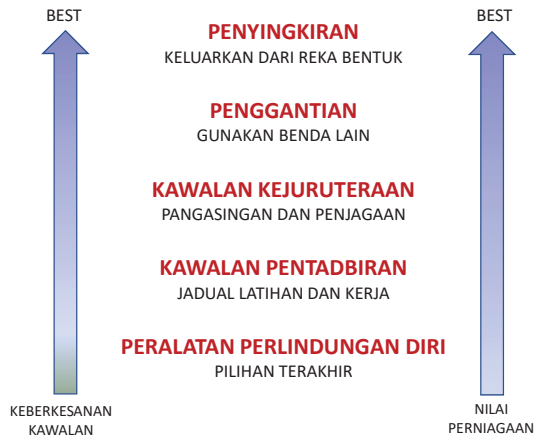 BEST
BEST
PENYINGKIRAN
KELUARKAN DARI REKA BENTUK
PENGGANTIAN
GUNAKAN BENDA LAIN
KAWALAN KEJURUTERAAN
PANGASINGAN DAN PENJAGAAN
KAWALAN PENTADBIRAN
JADUAL LATIHAN DAN KERJA
PERALATAN PERLINDUNGAN DIRI
PILIHAN TERAKHIR
KEBERKESANAN
KAWALAN
NILAI
PERNIAGAAN